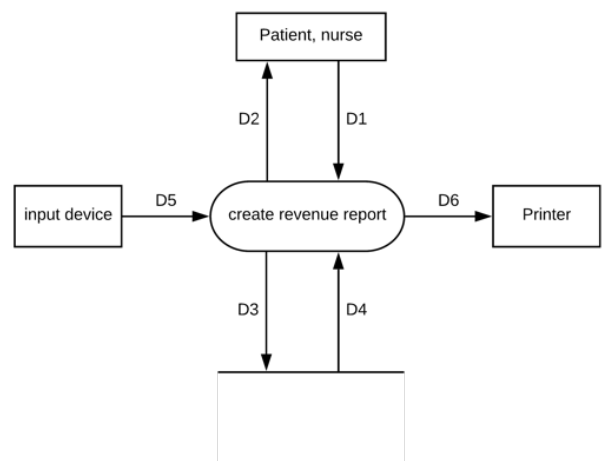 Patient, nurse
D2
D1
input device
D5
create revenue report
D6
Printer
D3
D4